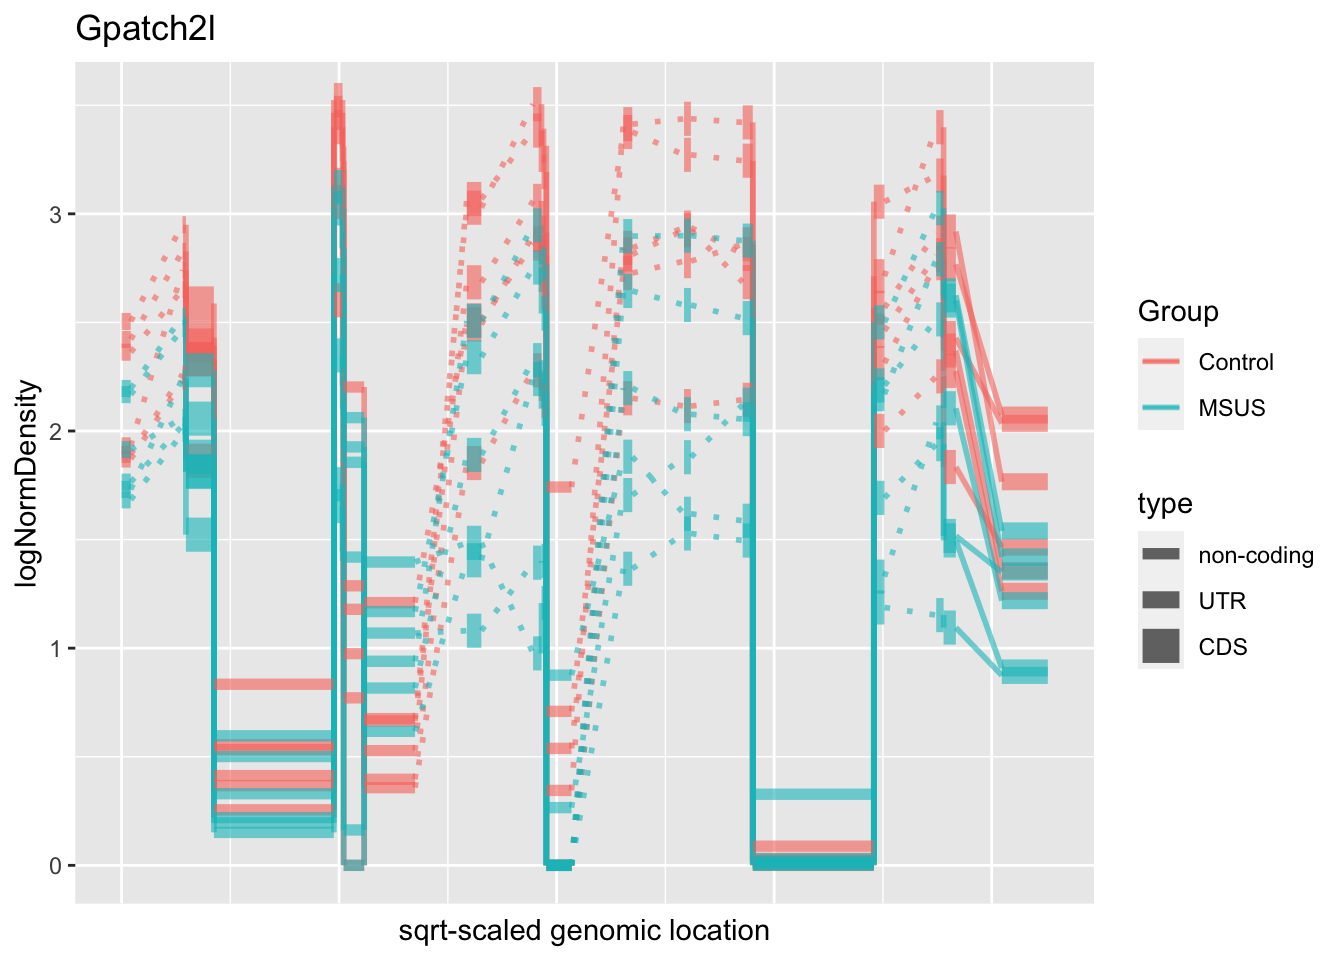 Gpatch2l
logNormDensity
3
2
1
0
sqrt-scaled genomic location
Group
Control
MSUS
type
non-coding
UTR
CDS